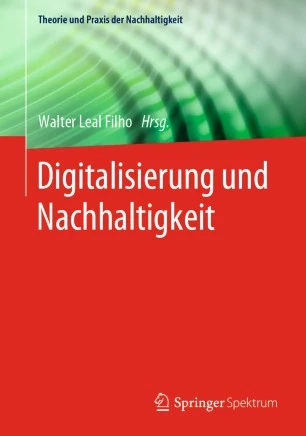 Theorie und Praxis der Nachhaltigkeit
Walter Leal Filho Hrsg.
Digitalisierung und
Nachhaltigkeit
Springer Spektrum